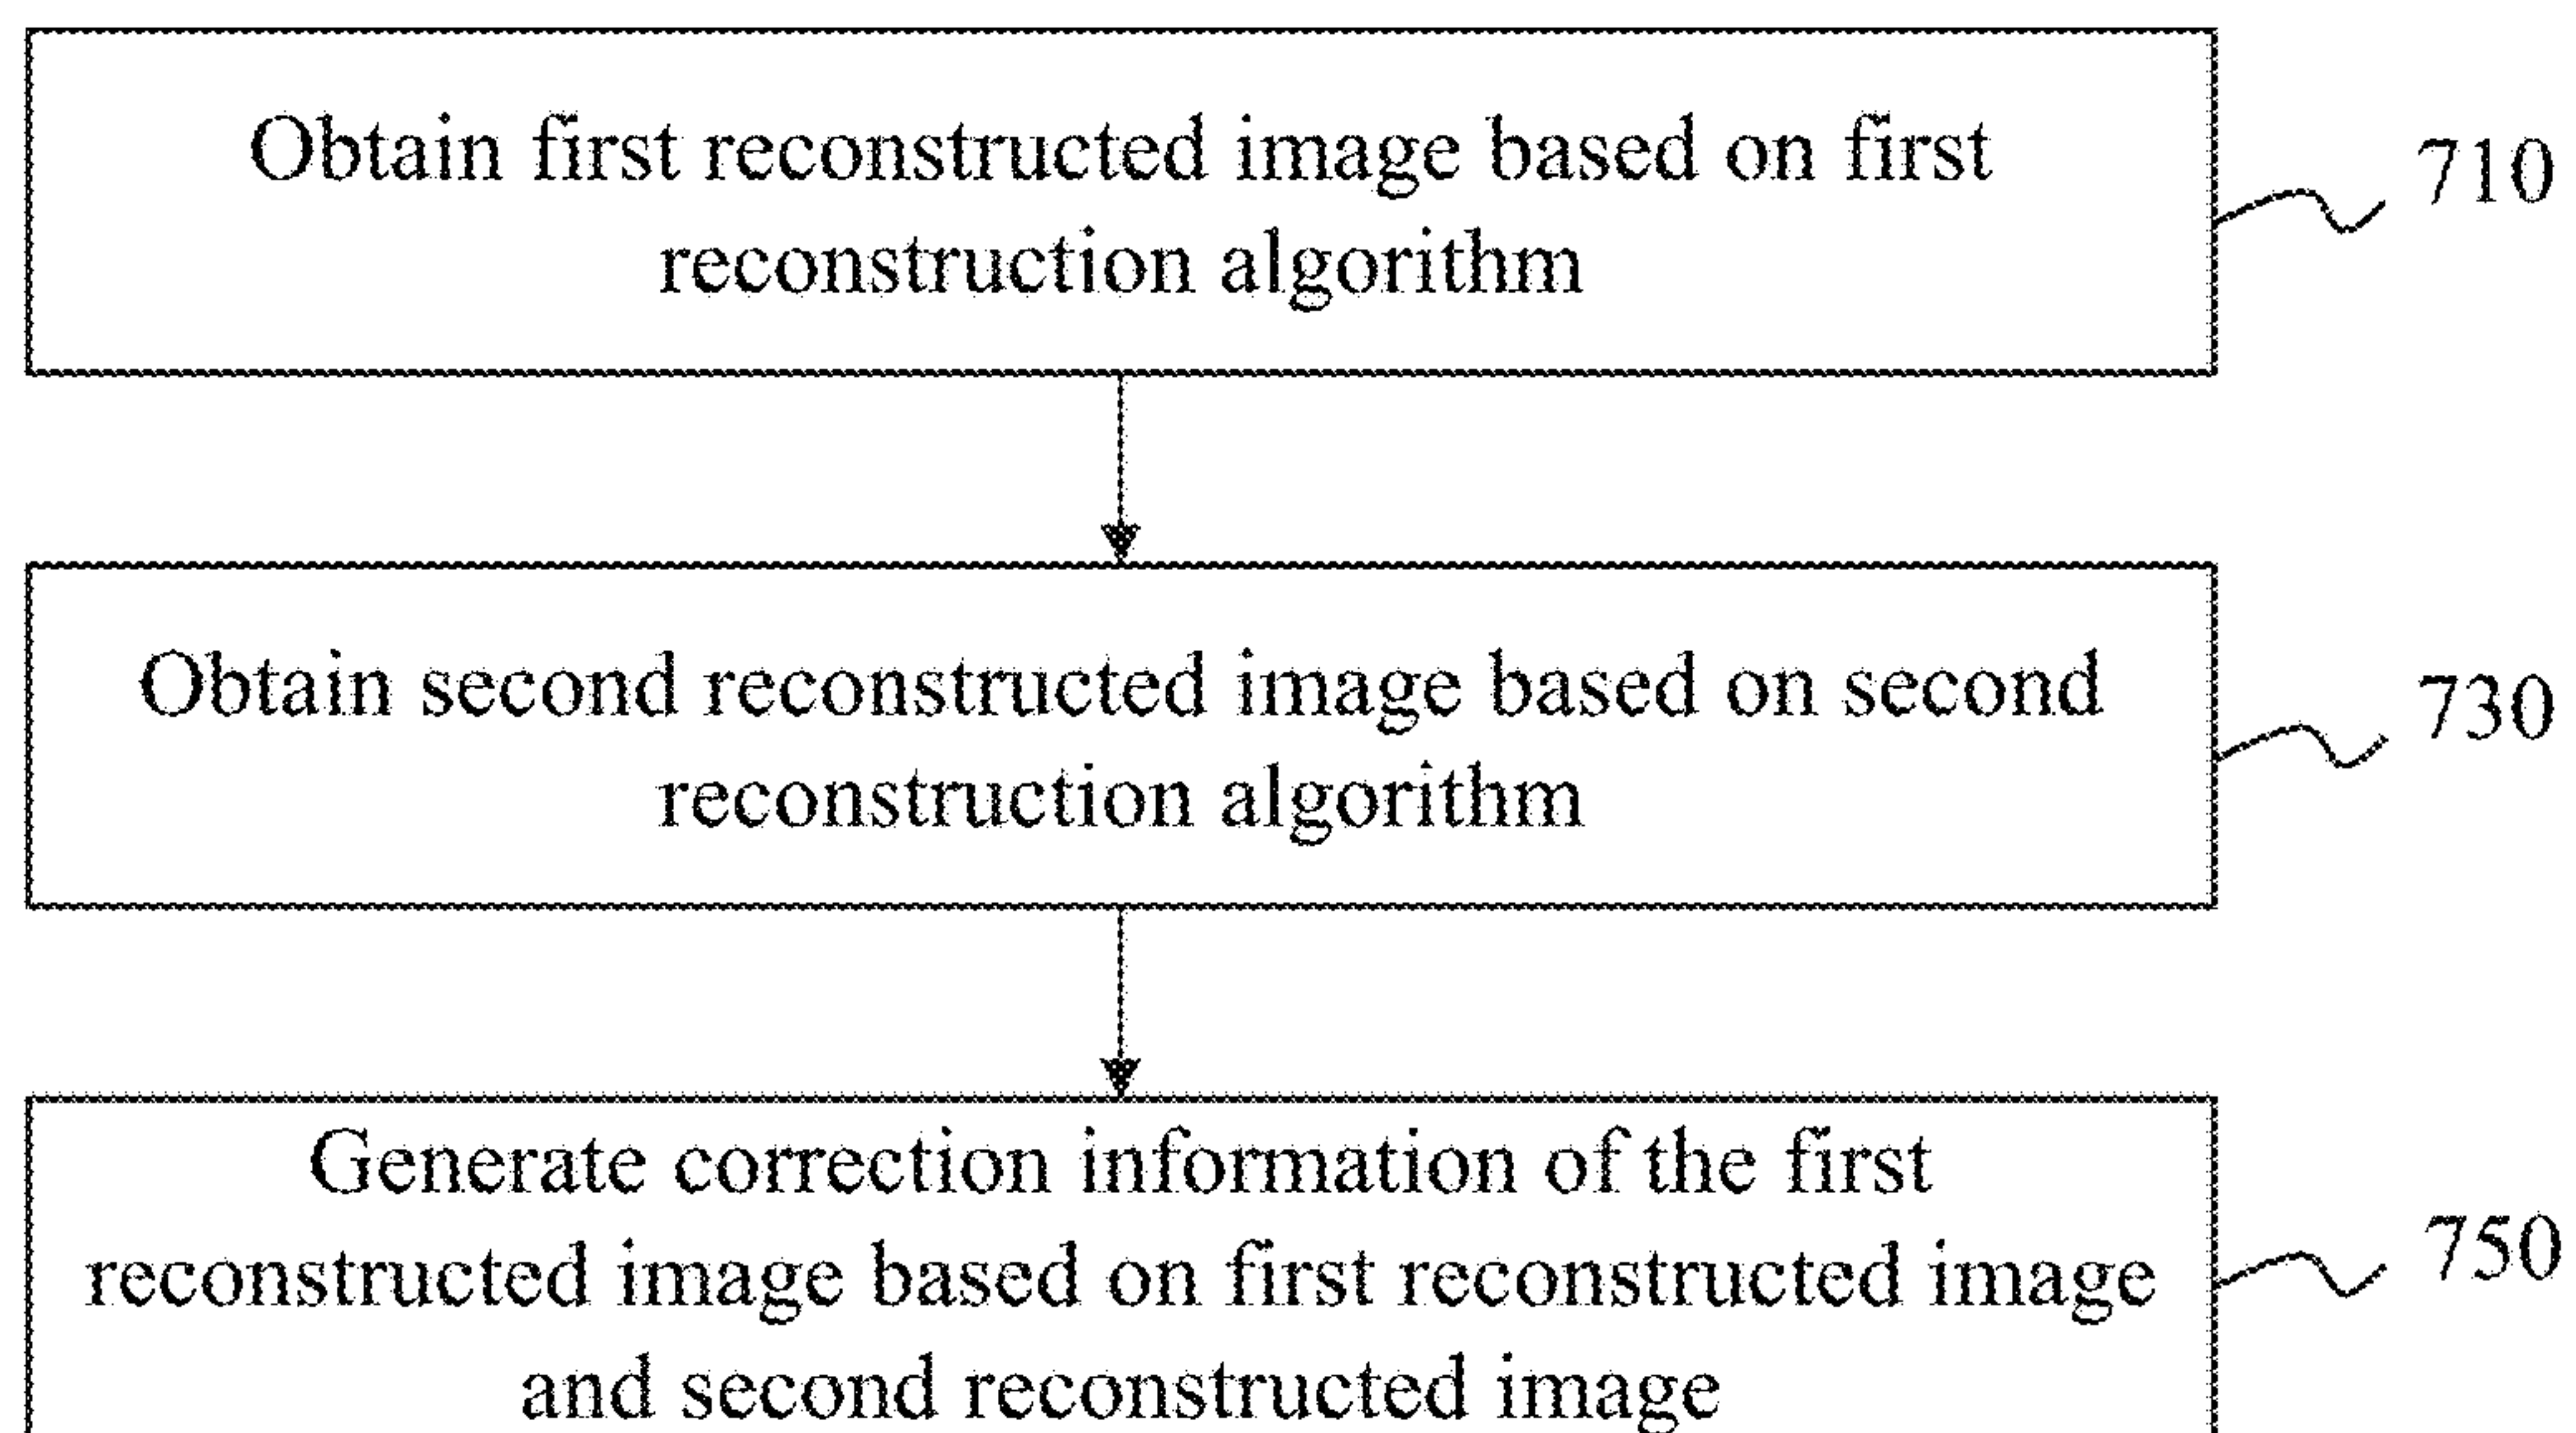 Obtain first reconstructed image based on first
reconstruction algorithm
710
Obtain second reconstructed image based on second
reconstruction algorithm
730
Generate correction information of the first
reconstructed image based on first reconstructed image
and second reconstructed image
750